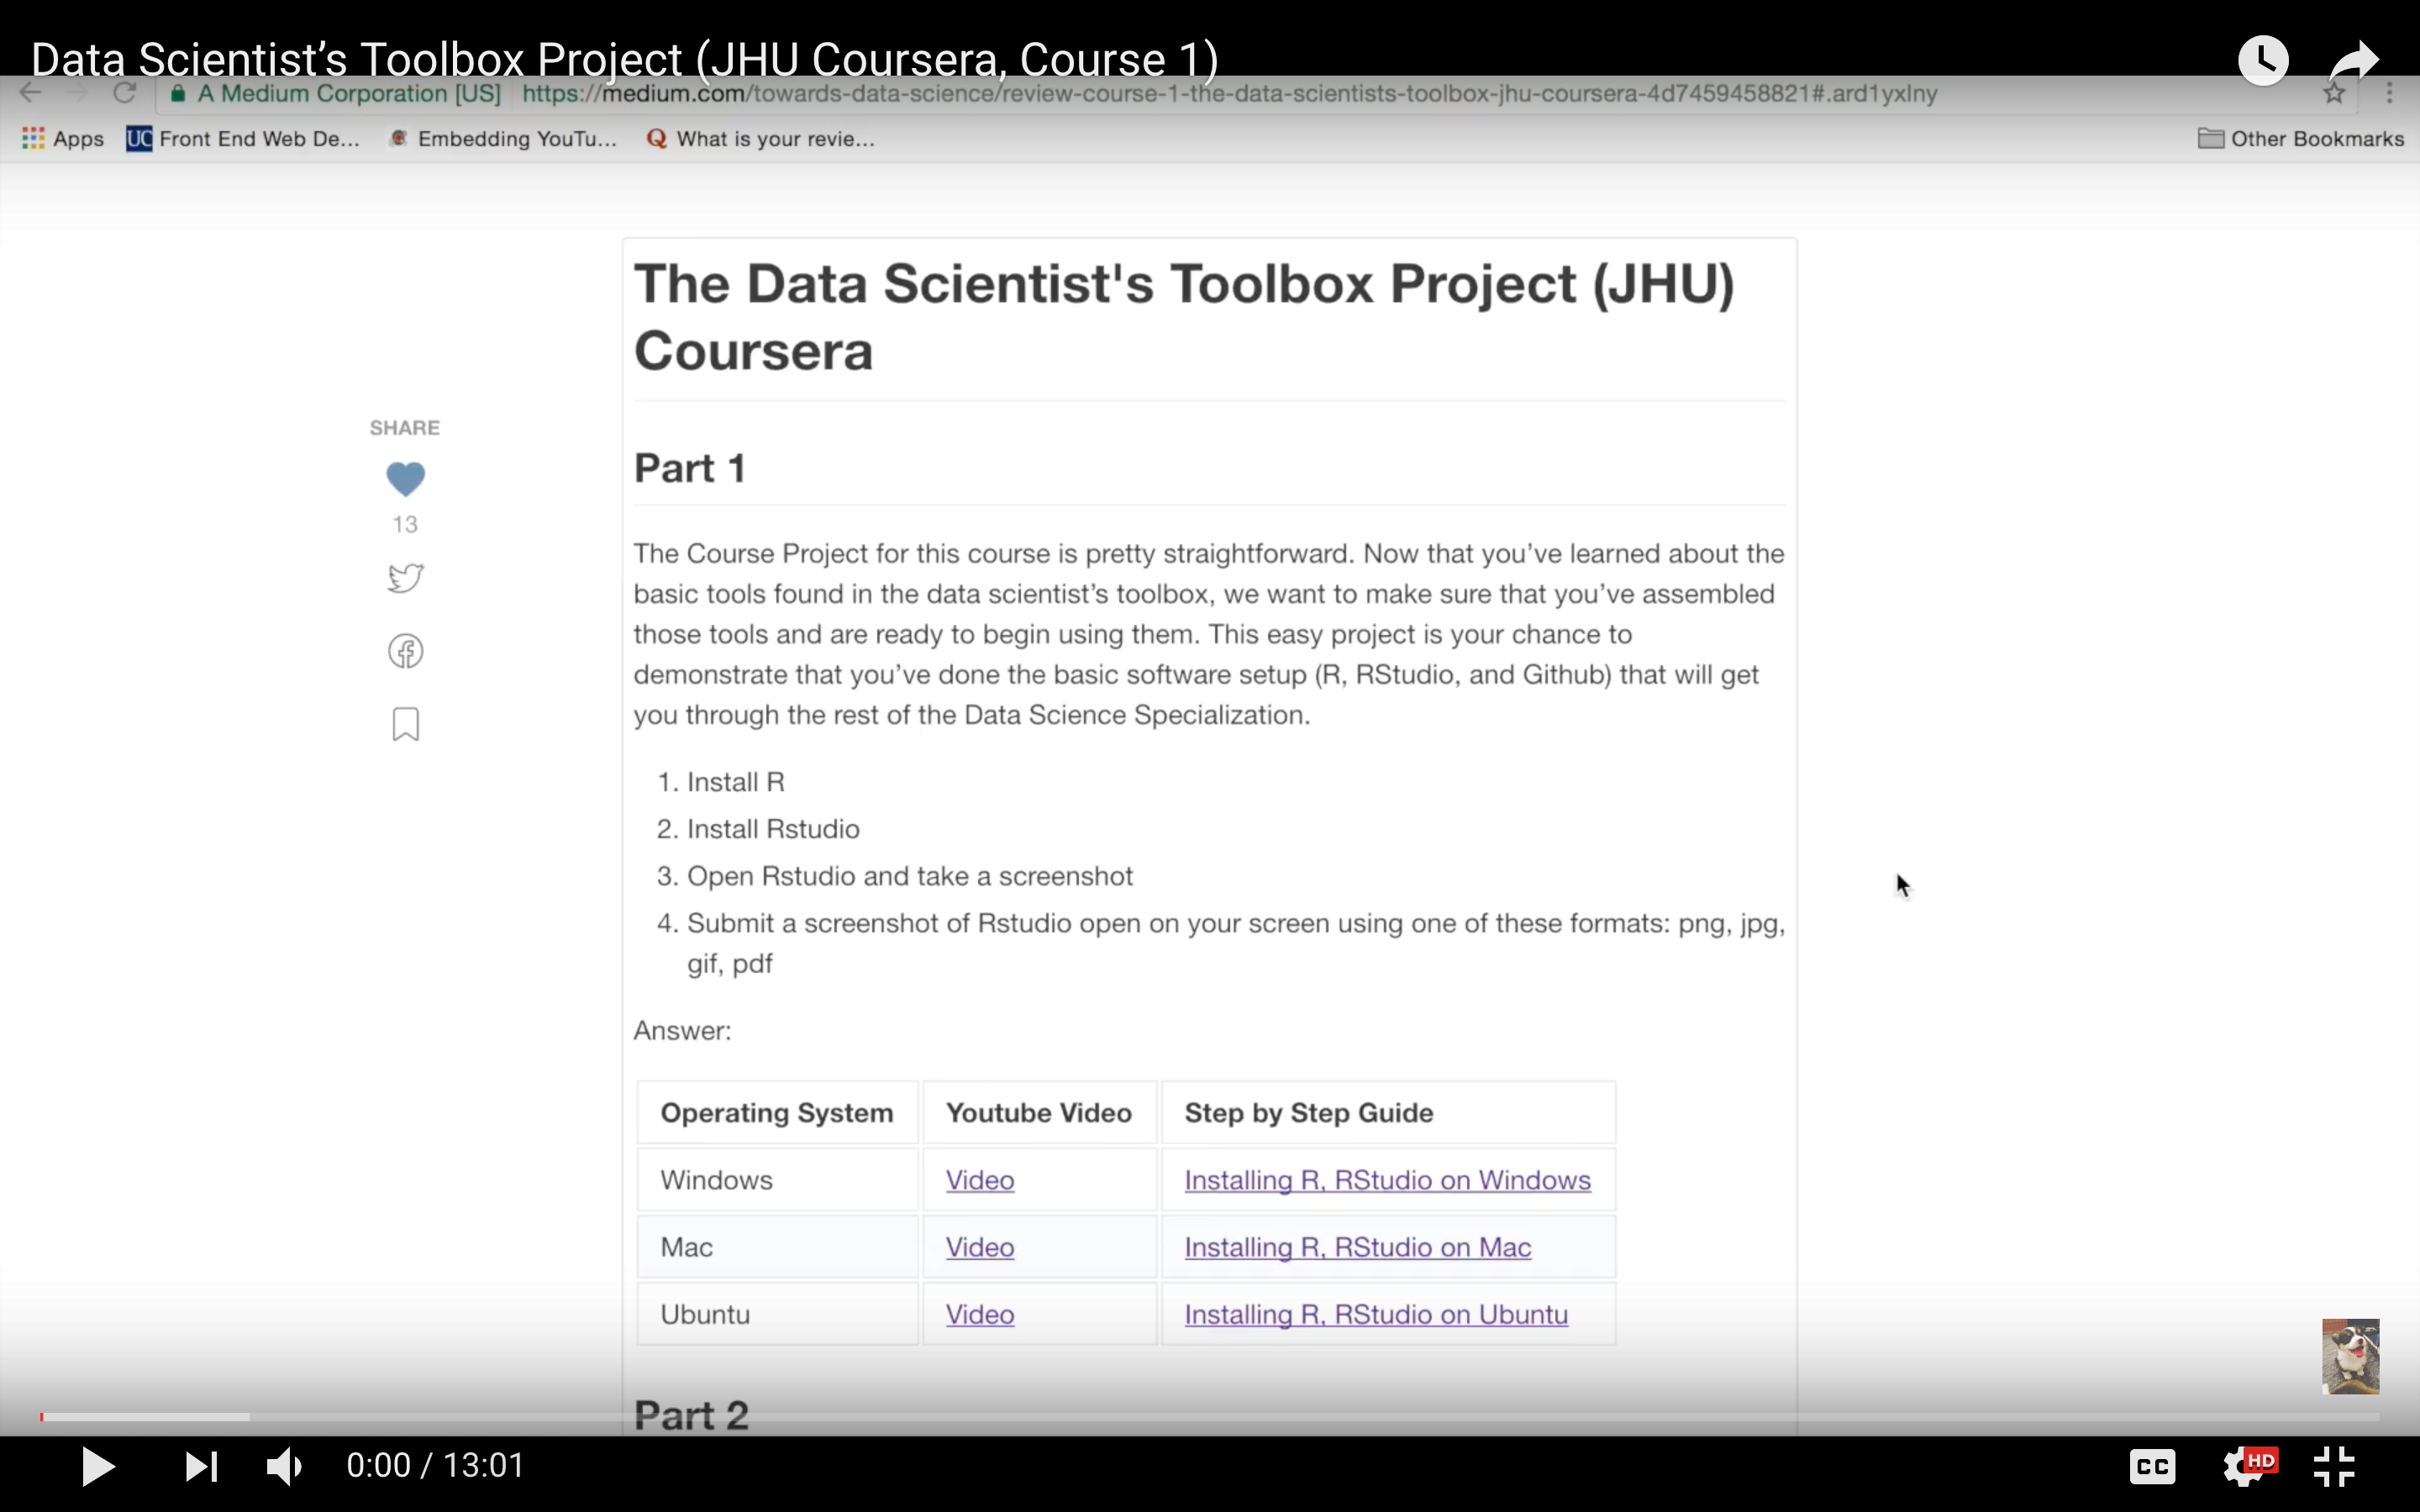 Data Scientist’s Toolbox Project (JHU Coursera, Course 1)
A Medium Corporation [US] https://medium.com/towards-data-science/review-course-1-the-data-scientists-toolbox-jhu-coursera-4d7459458821#.ard1yxlny
Apps UC Front End Web De... Embedding YouTu... Q What is your revie... Other Bookmarks
The Data Scientist's Toolbox Project (JHU)
Coursera
SHARE
Part 1
13
The Course Project for this course is pretty straightforward. Now that you’ve learned about the
basic tools found in the data scientist’s toolbox, we want to make sure that you’ve assembled
those tools and are ready to begin using them. This easy project is your chance to
demonstrate that you’ve done the basic software setup (R, RStudio, and Github) that will get
you through the rest of the Data Science Specialization.
1. Install R
2. Install Rstudio
3. Open Rstudio and take a screenshot
4. Submit a screenshot of Rstudio open on your screen using one of these formats: png, jpg,
gif, pdf
Answer:
Operating System Youtube Video Step by Step Guide
Windows Video Installing R, RStudio on Windows
Mac Video Installing R, RStudio on Mac
Ubuntu Video Installing R, RStudio on Ubuntu
Part 2
0:00 / 13:01 CC HD